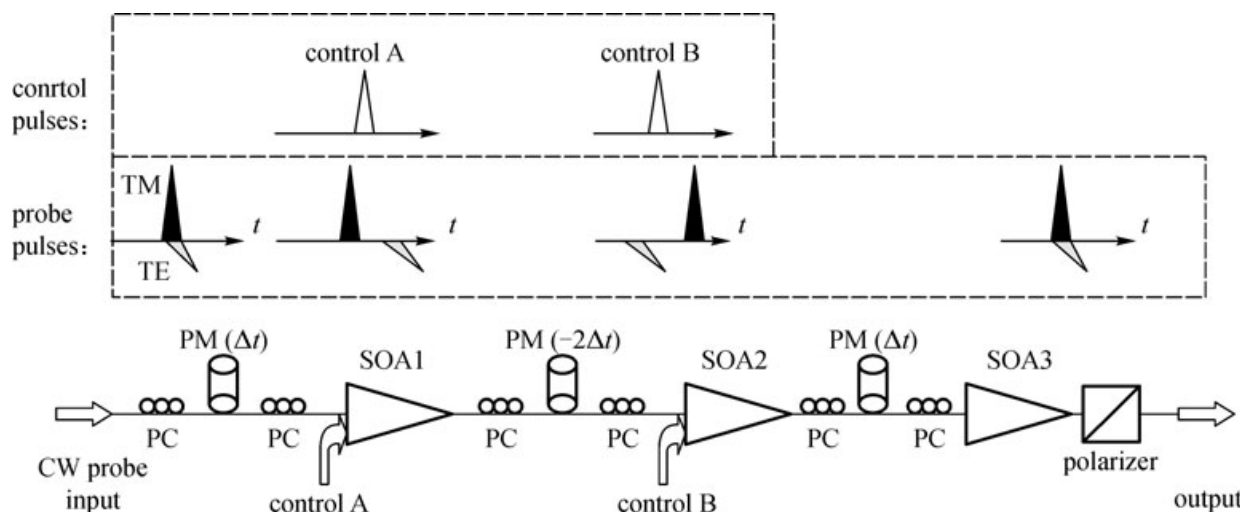 control A
control B
conrtol
pulses:
TM
t
t
t
t
probe
pulses:
TE
PM (Δt)
SOA1
PM (−2Δt)
SOA2
PM (Δt)
SOA3
PC
PC
PC
PC
PC
PC
CW probe
input
control A
control B
polarizer
output